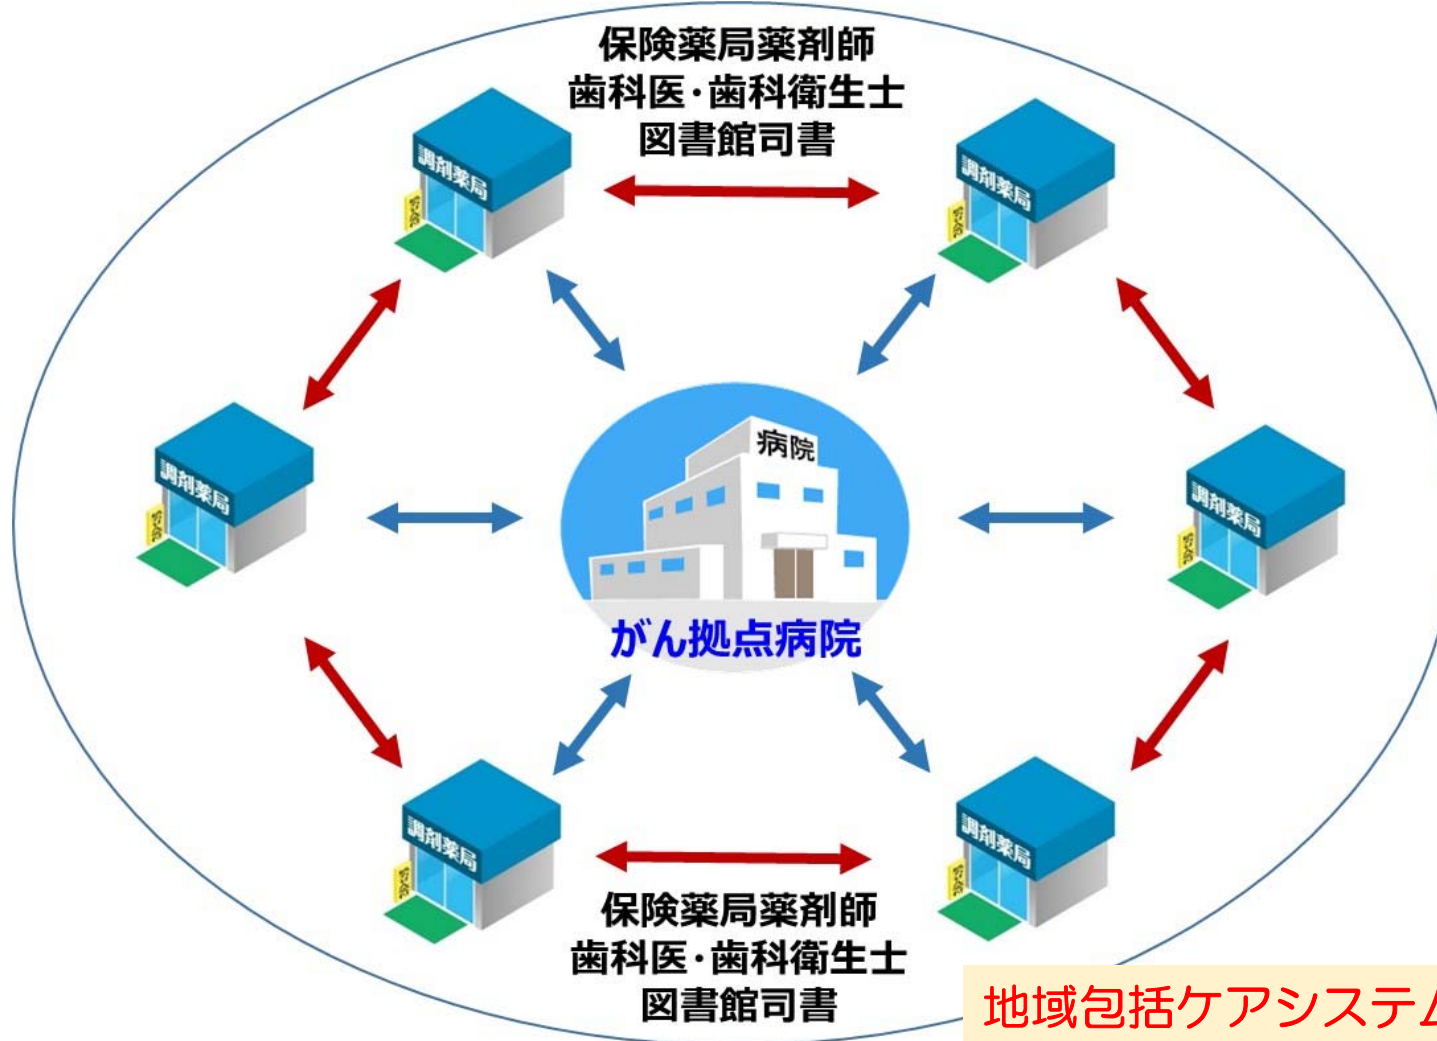 保険薬局薬剤師
歯科医・歯科衛生士
図書館司書
調剤薬局
調剤薬局
病院
調剤薬局
調剤薬局
がん拠点病院
調剤薬局
調剤薬局
保険薬局薬剤師
歯科医・歯科衛生士
図書館司書
地域包括ケアシステム